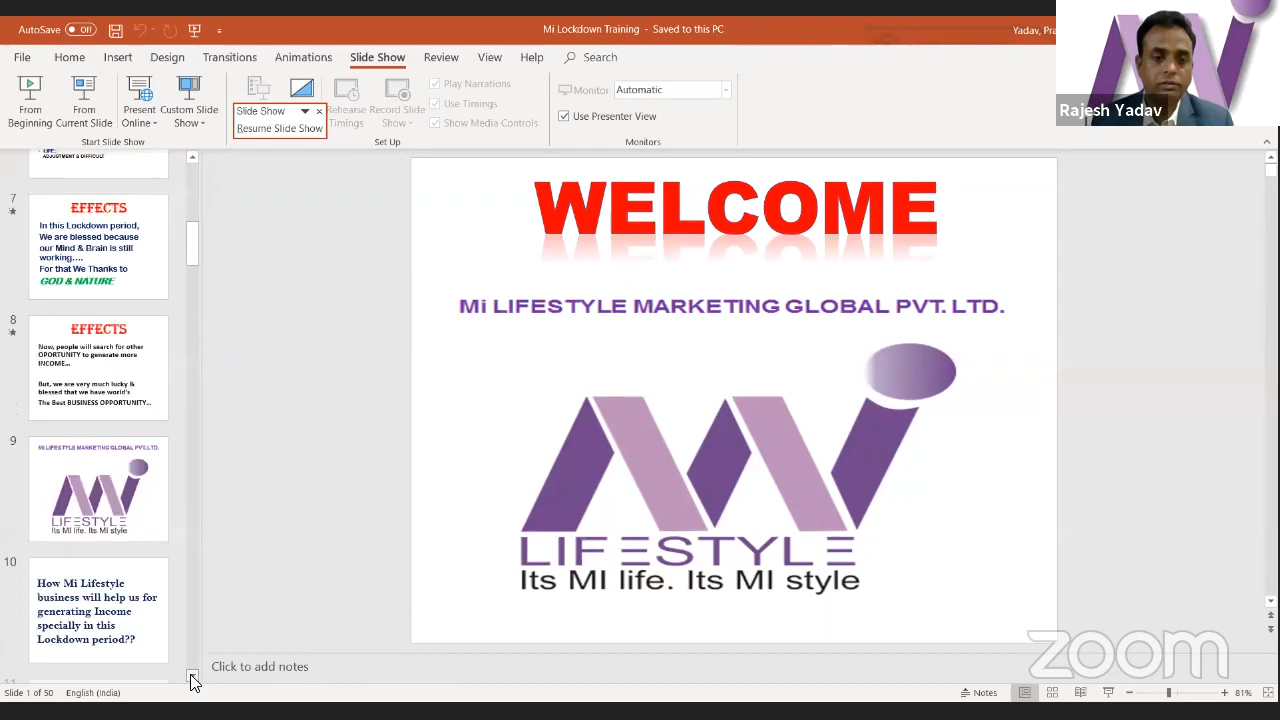 AutoSave Off
Mi Lockdown Training - Saved to this PC
File Home Insert Design Transitions Animations Slide Show Review View Help Search
From Beginning
From Current Slide
Present Online
Custom Slide Show
Slide Show
Resume Slide Show
Rehearse Timings
Record Slide Show
Play Narrations
Use Timings
Show Media Controls
Monitor: Automatic
Use Presenter View
Start Slide Show
Set Up
Monitors
Rajesh Yadav
LIFE:
ADJUSTMENT & DIFFICULT
7
EFFECTS
In this Lockdown period,
We are blessed because
our Mind & Brain is still
working....
For that We Thanks to
GOD & NATURE
8
EFFECTS
Now, people will search for other
OPORTUNITY to generate more
INCOME...
But, we are very much lucky &
blessed that we have world's
The Best BUSINESS OPPORTUNITY...
9
Mi LIFESTYLE MARKETING GLOBAL PVT.LTD.
LIFESTYLE
Its MI life. Its MI style
10
How Mi Lifestyle
business will help us for
generating Income
specially in this
Lockdown period??
WELCOME
Mi LIFESTYLE MARKETING GLOBAL PVT. LTD.
LIFESTYLE
Its MI life. Its MI style
zoom
Click to add notes
Slide 1 of 50 English (India)
Notes
81%